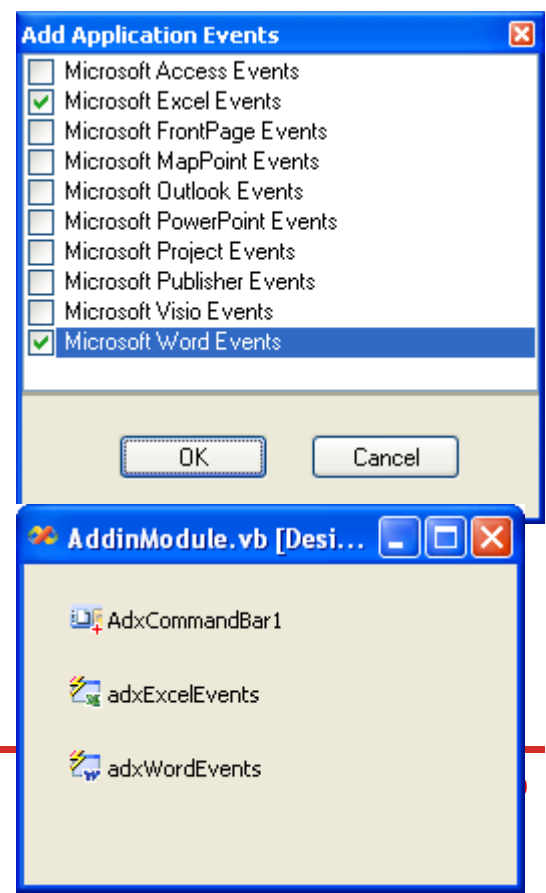 Add Application Events
Microsoft Access Events
Microsoft Excel Events
Microsoft FrontPage Events
Microsoft MapPoint Events
Microsoft Outlook Events
Microsoft PowerPoint Events
Microsoft Project Events
Microsoft Publisher Events
Microsoft Visio Events
Microsoft Word Events
OK
Cancel
AddinModule.vb [Desi...
AdxCommandBar1
adxExcelEvents
adxWordEvents